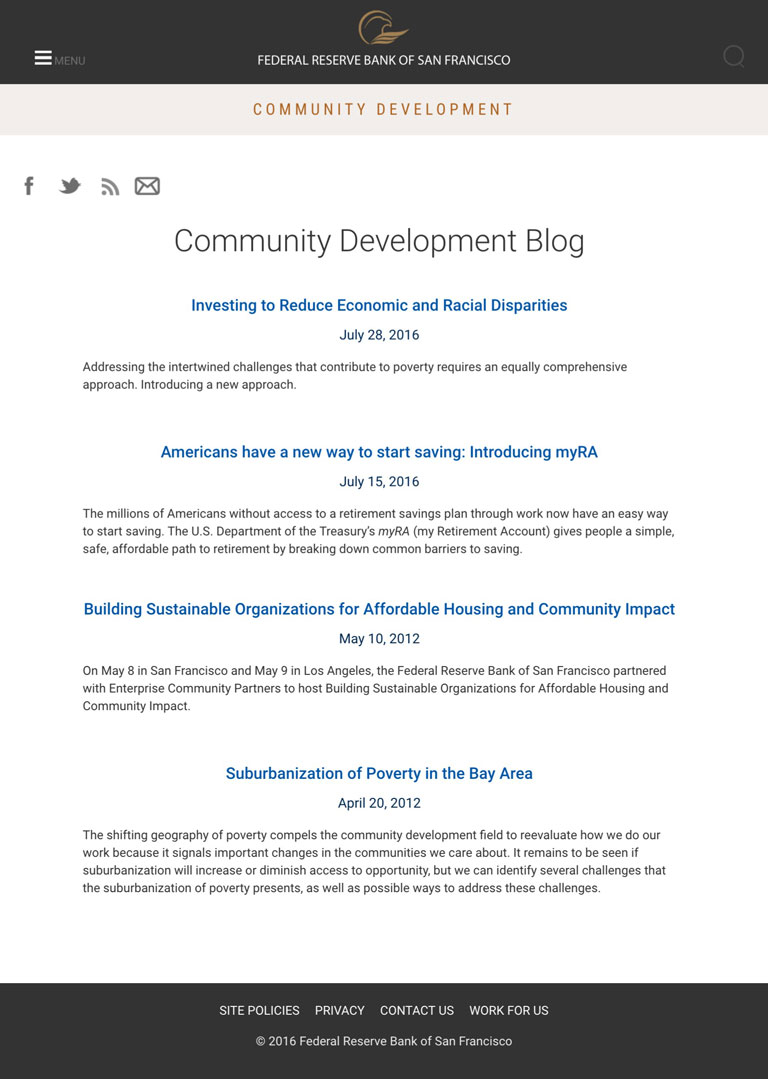 MENU
FEDERAL RESERVE BANK OF SAN FRANCISCO
COMMUNITY DEVELOPMENT
Community Development Blog
Investing to Reduce Economic and Racial Disparities
July 28, 2016
Addressing the intertwined challenges that contribute to poverty requires an equally comprehensive
approach. Introducing a new approach.
Americans have a new way to start saving: Introducing myRA
July 15, 2016
The millions of Americans without access to a retirement savings plan through work now have an easy way
to start saving. The U.S. Department of the Treasury's myRA (my Retirement Account) gives people a simple,
safe, affordable path to retirement by breaking down common barriers to saving.
Building Sustainable Organizations for Affordable Housing and Community Impact
May 10, 2012
On May 8 in San Francisco and May 9 in Los Angeles, the Federal Reserve Bank of San Francisco partnered
with Enterprise Community Partners to host Building Sustainable Organizations for Affordable Housing and
Community Impact.
Suburbanization of Poverty in the Bay Area
April 20, 2012
The shifting geography of poverty compels the community development field to reevaluate how we do our
work because it signals important changes in the communities we care about. It remains to be seen if
suburbanization will increase or diminish access to opportunity, but we can identify several challenges that
the suburbanization of poverty presents, as well as possible ways to address these challenges.
SITE POLICIES PRIVACY CONTACT US WORK FOR US
© 2016 Federal Reserve Bank of San Francisco